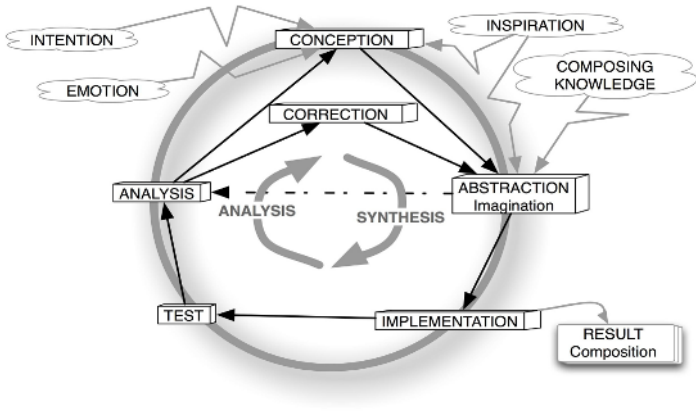 INTENTION
CONCEPTION
INSPIRATION
EMOTION
COMPOSING
KNOWLEDGE
CORRECTION
ANALYSIS
ABSTRACTION
Imagination
ANALYSIS
SYNTHESIS
TEST
IMPLEMENTATION
RESULT
Composition